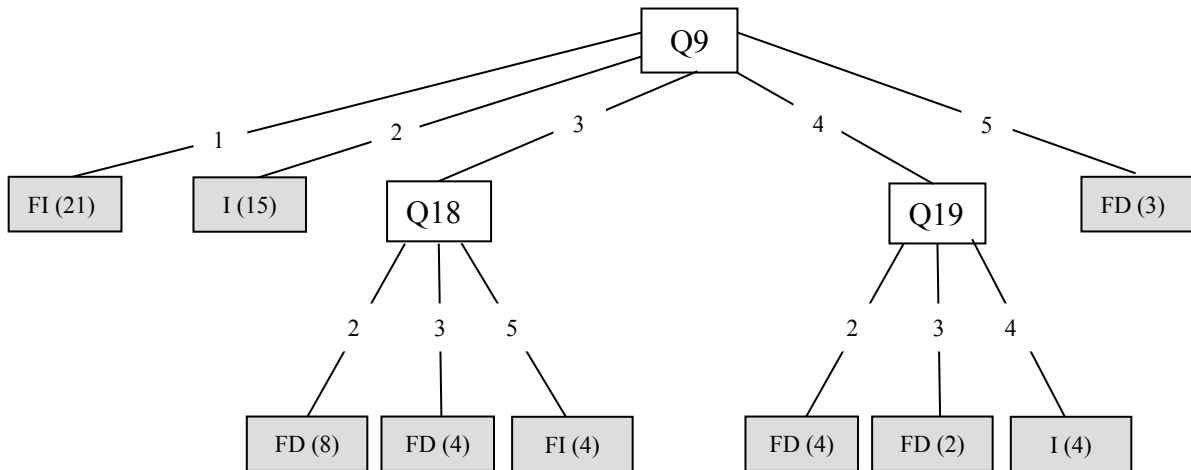 Q9
1
2
3
4
5
FI (21)
I (15)
Q18
Q19
FD (3)
2
3
5
2
3
4
FD (8)
FD (4)
FI (4)
FD (4)
FD (2)
I (4)